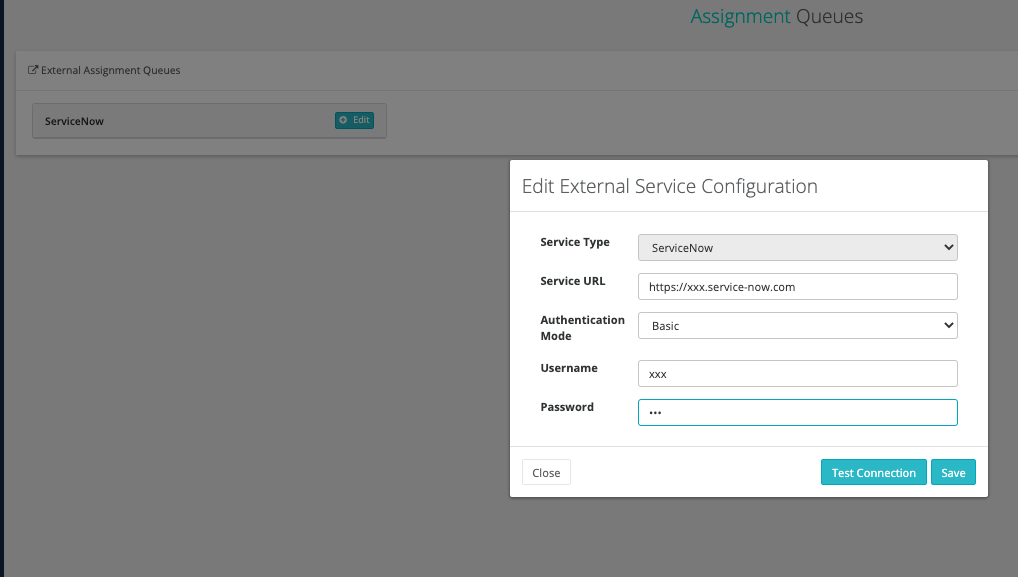 Assignment Queues
External Assignment Queues
ServiceNow
Edit
Edit External Service Configuration
Service Type
ServiceNow
Service URL
https://xxx.service-now.com
Authentication
Mode
Basic
Username
xxx
Password
•••
Close
Test Connection
Save